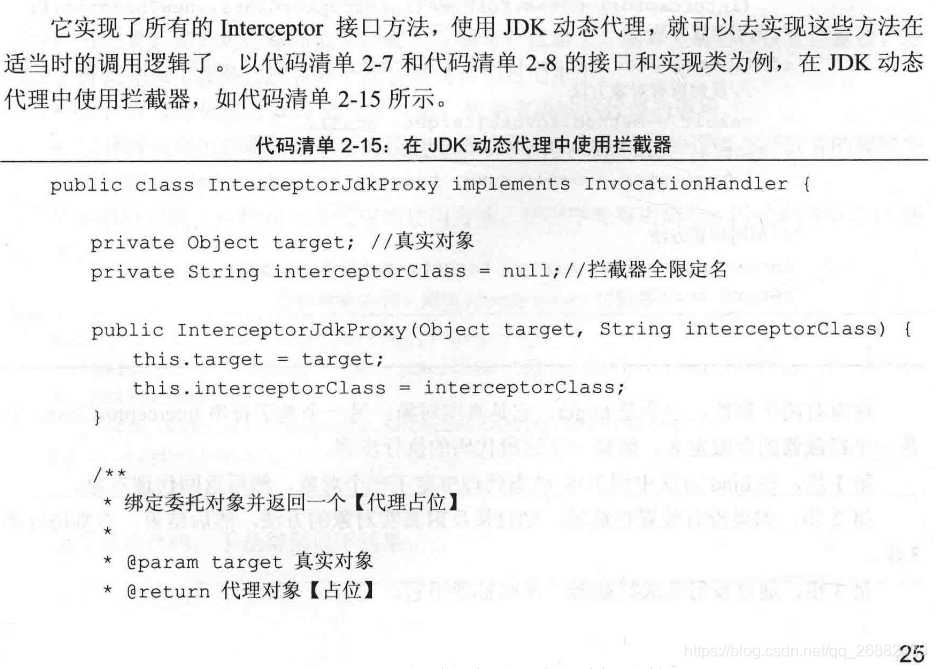 它实现了所有的 Interceptor 接口方法，使用 JDK 动态代理，就可以去实现这些方法在
适当时的调用逻辑了。以代码清单 2-7 和代码清单 2-8 的接口和实现类为例，在 JDK 动态
代理中使用拦截器，如代码清单 2-15 所示。
代码清单 2-15：在 JDK 动态代理中使用拦截器
public class InterceptorJdkProxy implements InvocationHandler {
private Object target; //真实对象
private String interceptorClass = null;//拦截器全限定名
public InterceptorJdkProxy(Object target, String interceptorClass) {
this.target = target;
this.interceptorClass = interceptorClass;
}
/**
* 绑定委托对象并返回一个【代理占位】
*
* @param target 真实对象
* @return 代理对象【占位】
25